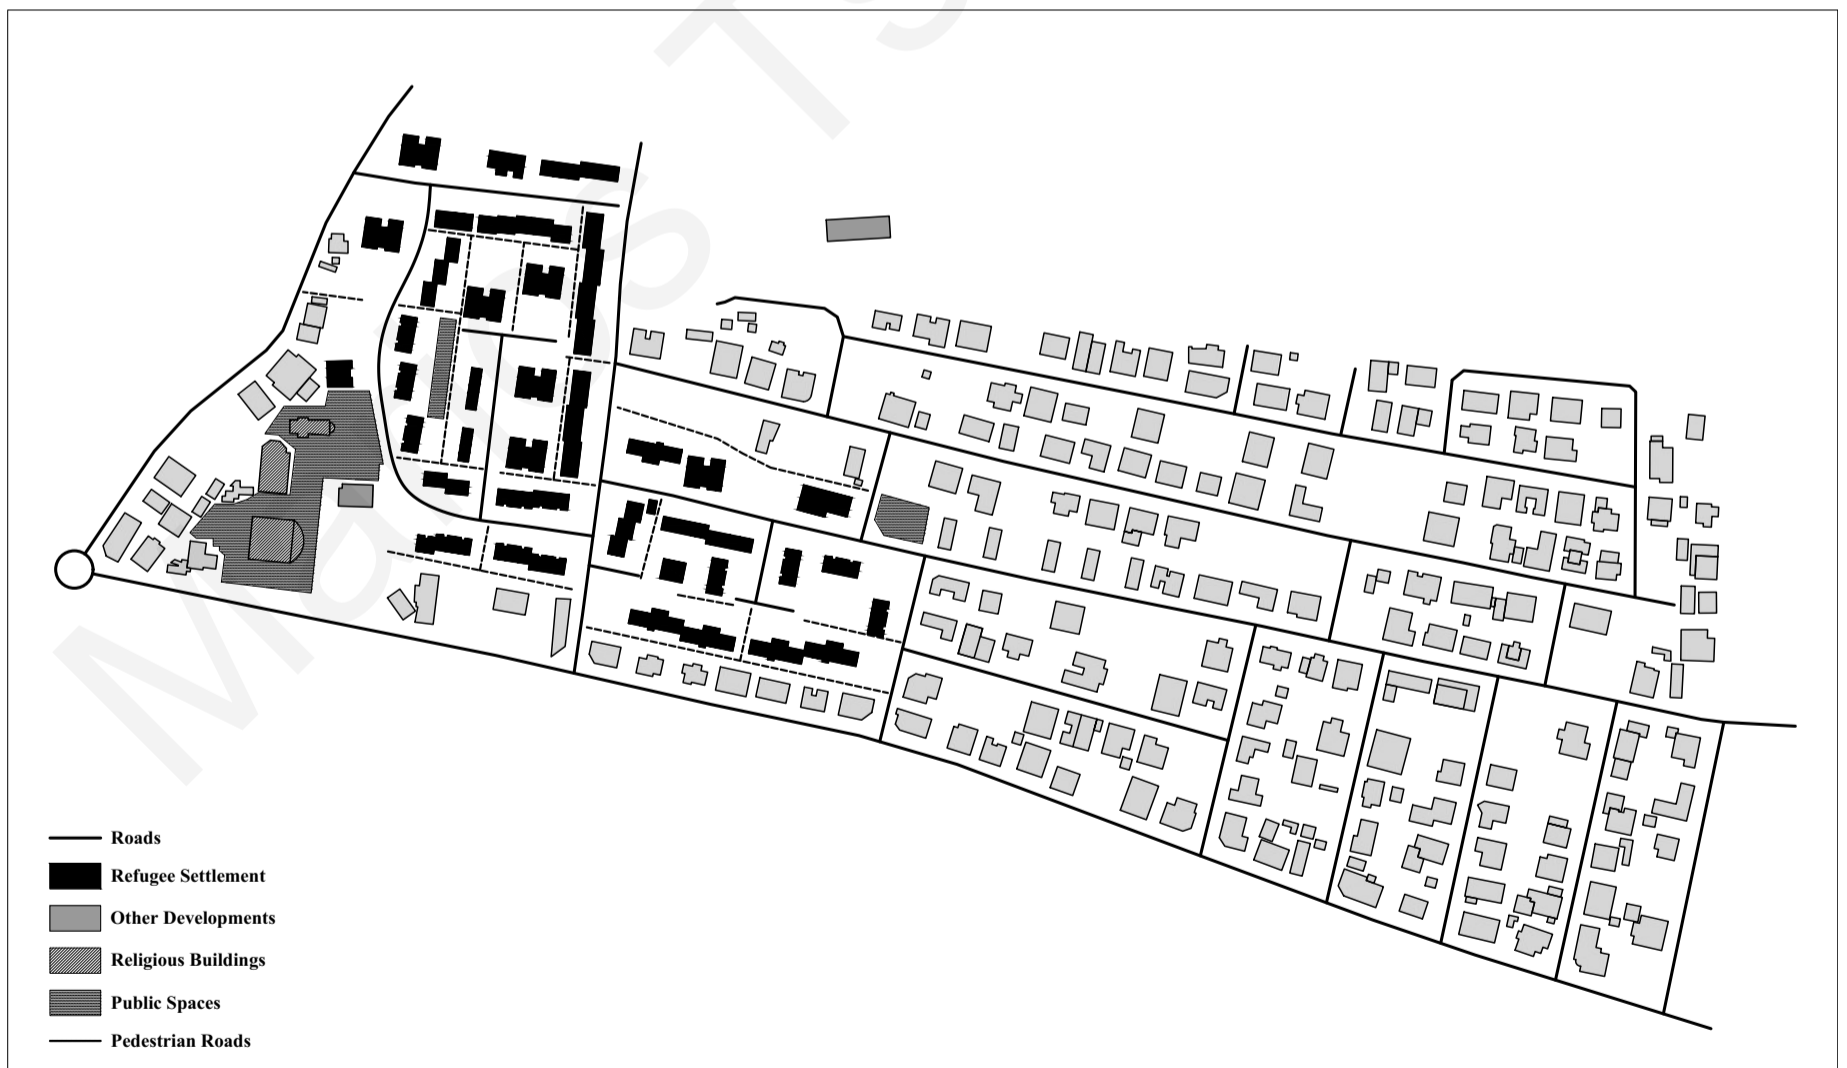 Roads
Refugee Settlement
Other Developments
Religious Buildings
Public Spaces
Pedestrian Roads